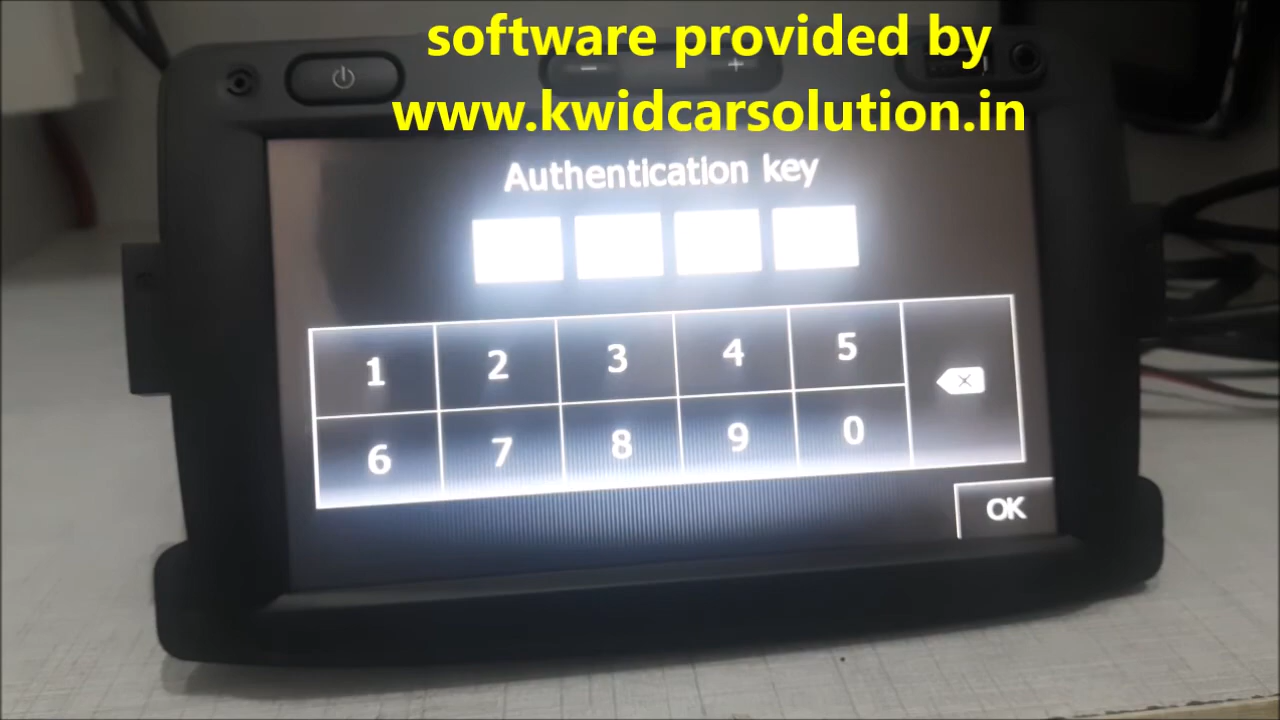 software provided by
www.kwidcarsolution.in
Authentication key
1 2 3 4 5
6 7 8 9 0
OK